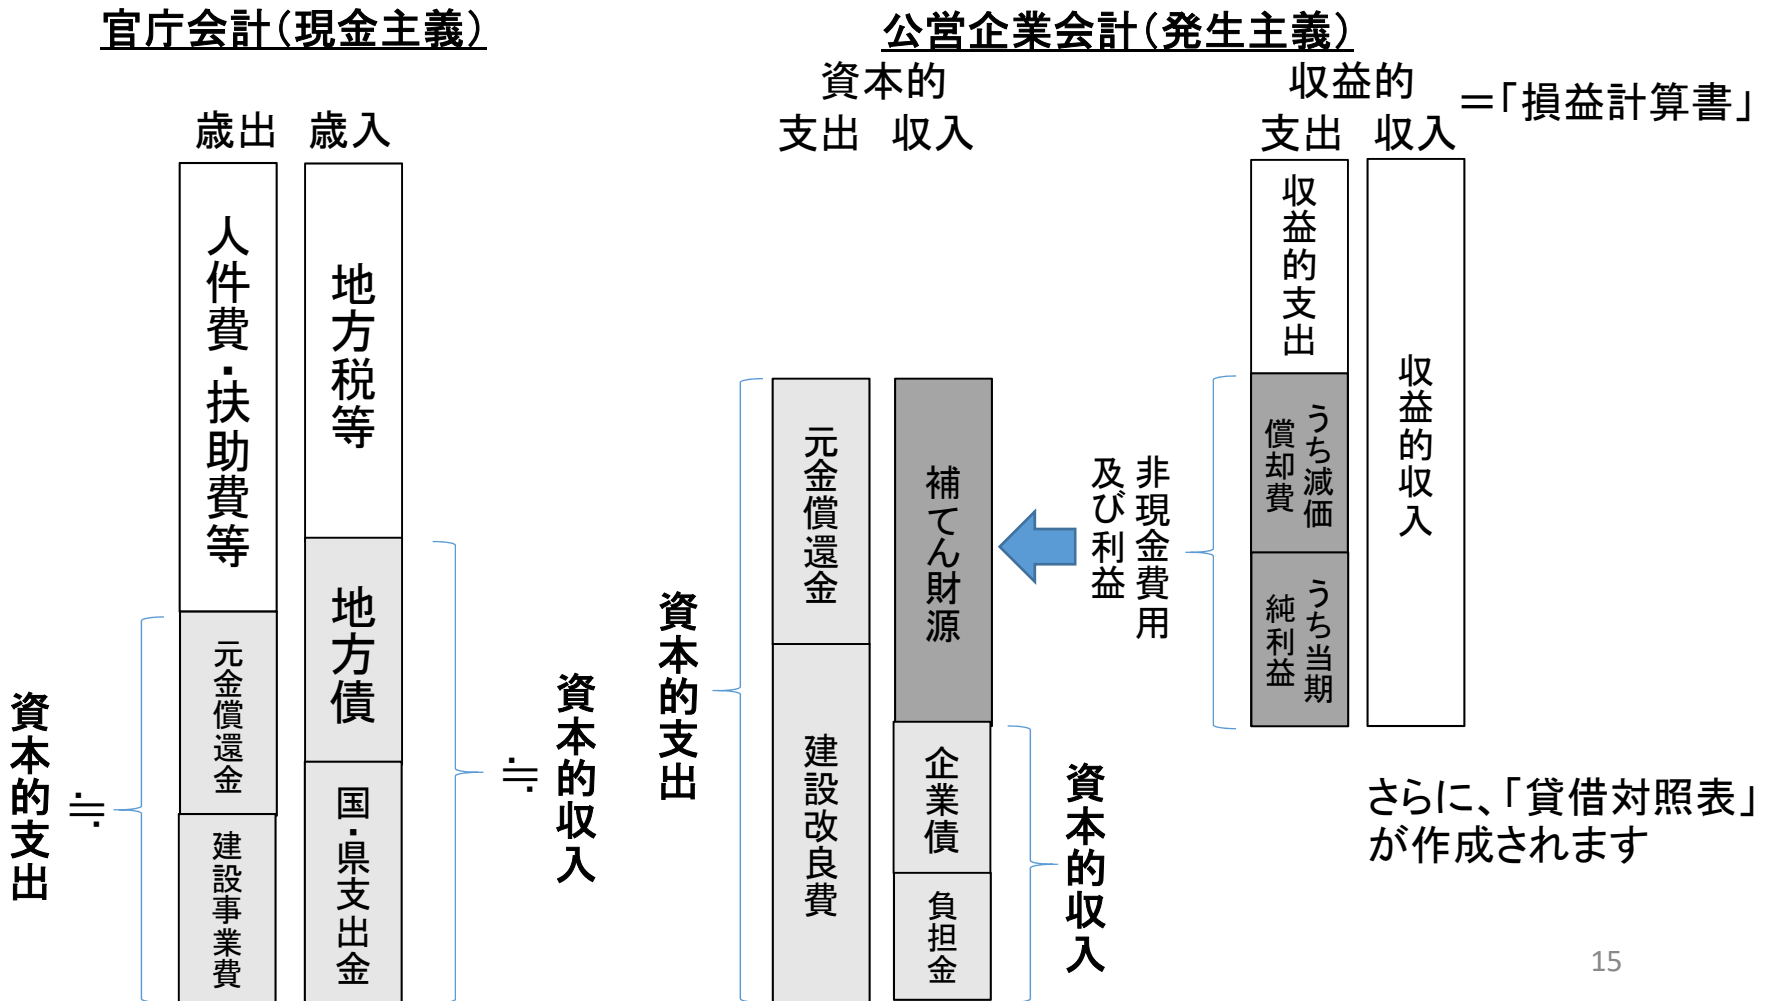 官庁会計(現金主義)
歳出 歳入
人件費・扶助費等
地方税等
元金償還金
地方債
建設事業費
国・県支出金
資本的支出
≒
≒
資本的収入
公営企業会計(発生主義)
資本的
支出 収入
収益的
支出 収入
＝「損益計算書」
資本的支出
元金償還金
補てん財源
建設改良費
企業債
負担金
資本的収入
非現金費用
及び利益
収益的支出
うち減価
償却費
うち当期
純利益
収益的収入
さらに、「貸借対照表」
が作成されます
15